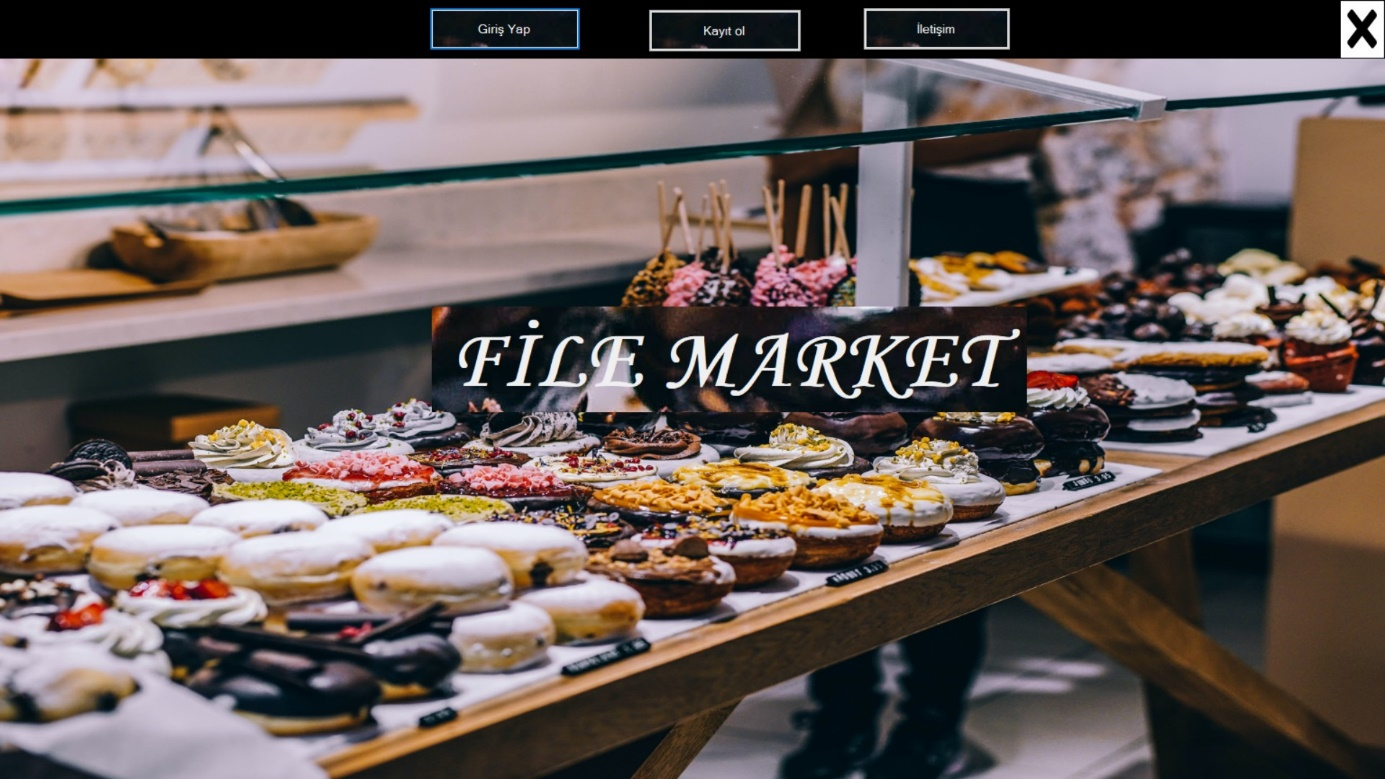 Giriş Yap
Kayıt ol
İletişim
FİLE MARKET